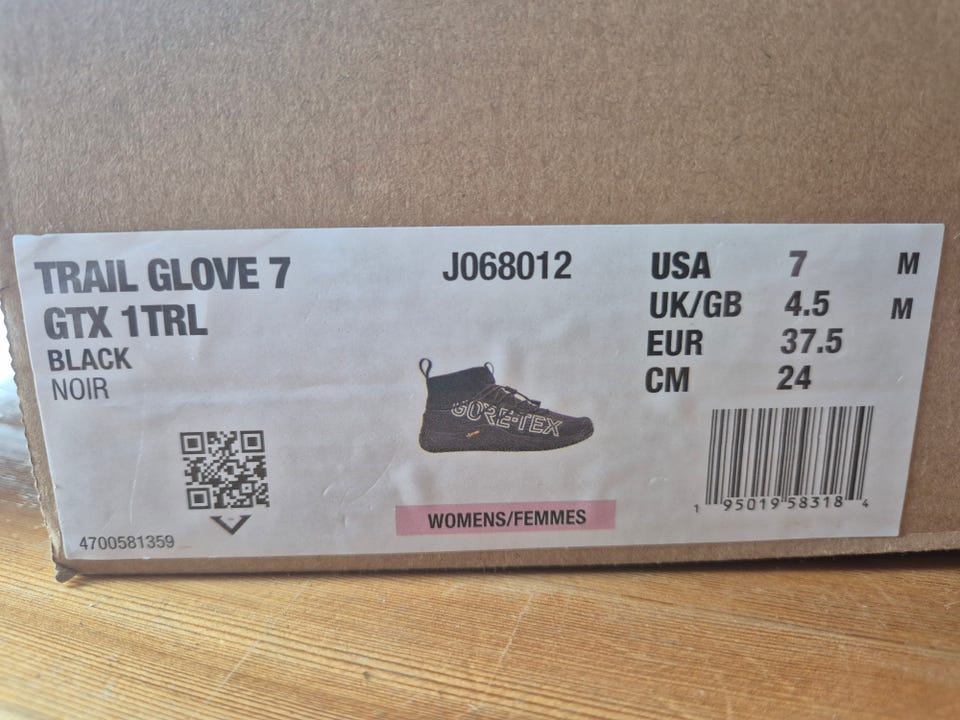 TRAIL GLOVE 7
GTX 1TRL
BLACK
NOIR
4700581359
J068012
GORE-TEX
WOMENS/FEMMES
USA 7 M
UK/GB 4.5 M
EUR 37.5
CM 24
1 95019 58318 4